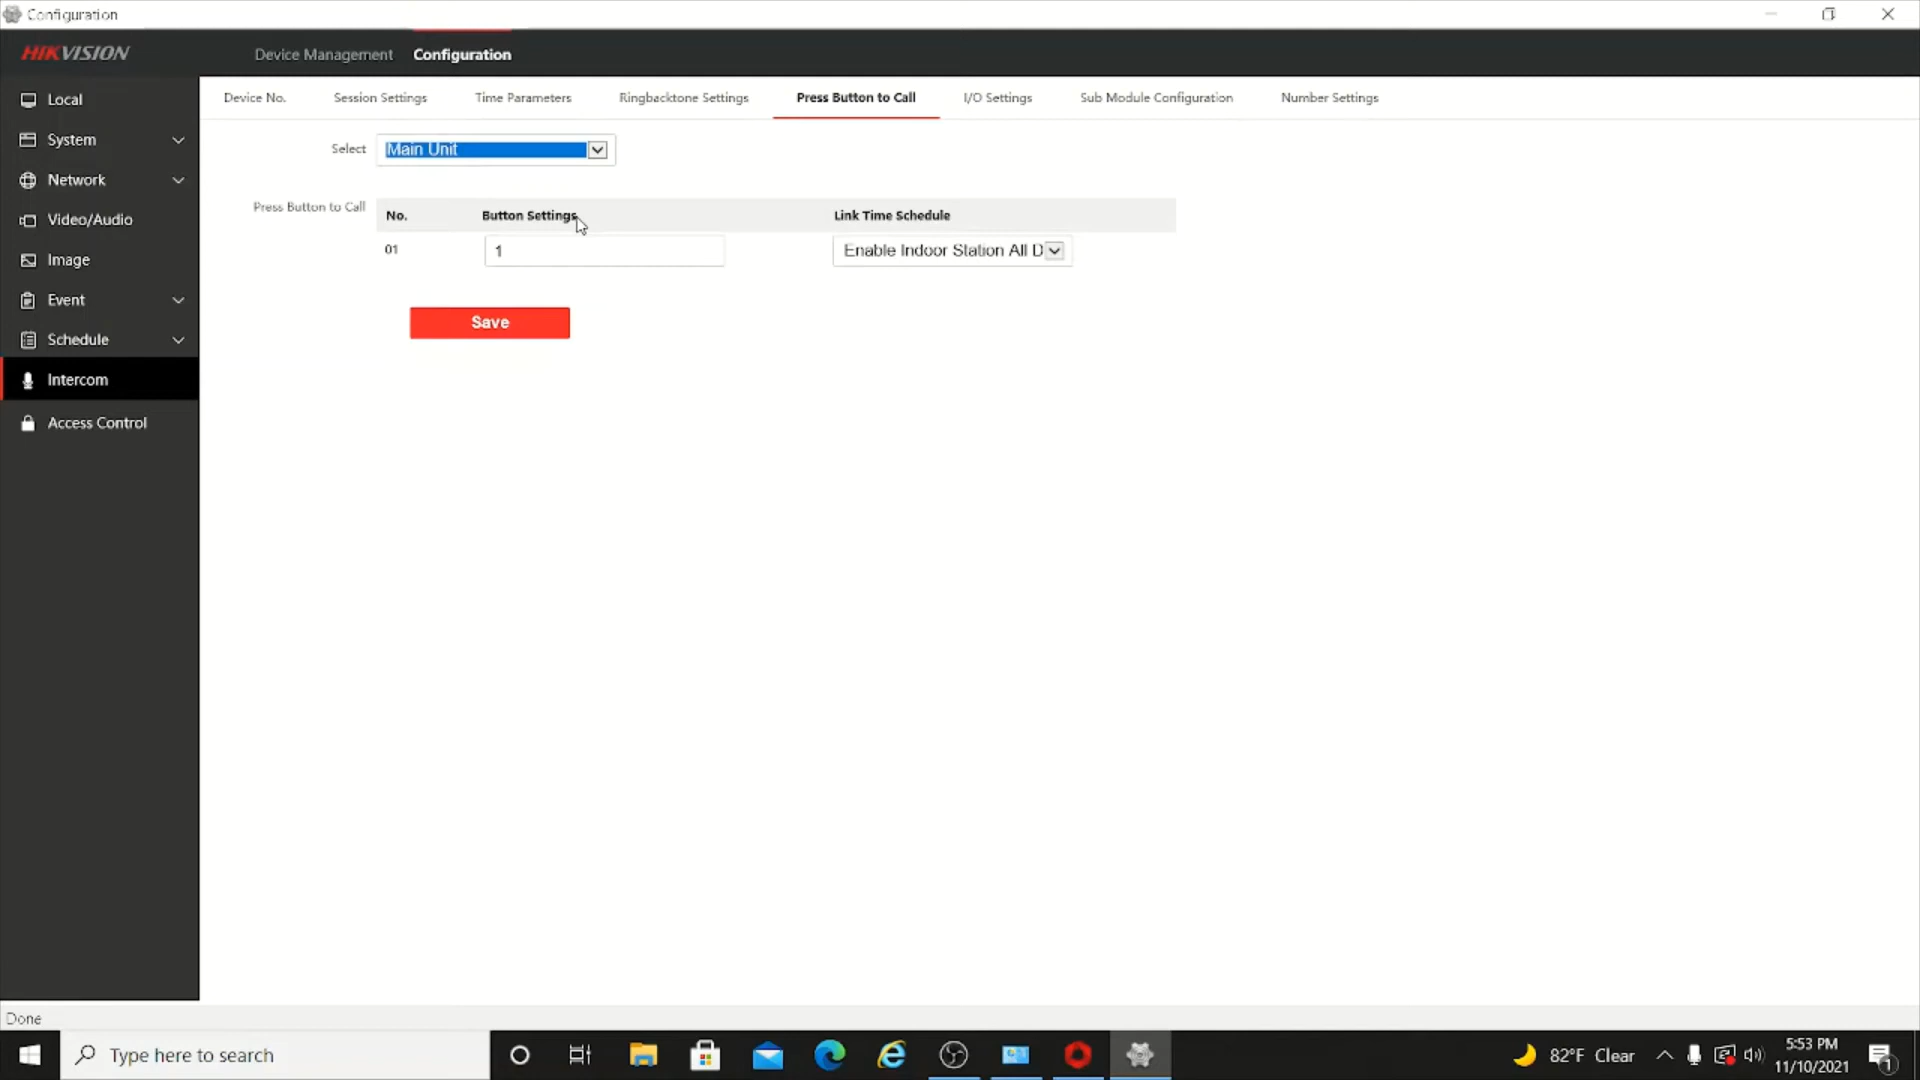 Configuration
HIKVISION
Device Management
Configuration
Local
System
Network
Video/Audio
Image
Event
Schedule
Intercom
Access Control
Device No.
Session Settings
Time Parameters
Ringbacktone Settings
Press Button to Call
I/O Settings
Sub Module Configuration
Number Settings
Select
Main Unit
Press Button to Call
No.
Button Settings
Link Time Schedule
01
1
Enable Indoor Station All D
Save
Done
Type here to search
82°F Clear
5:53 PM
11/10/2021
1